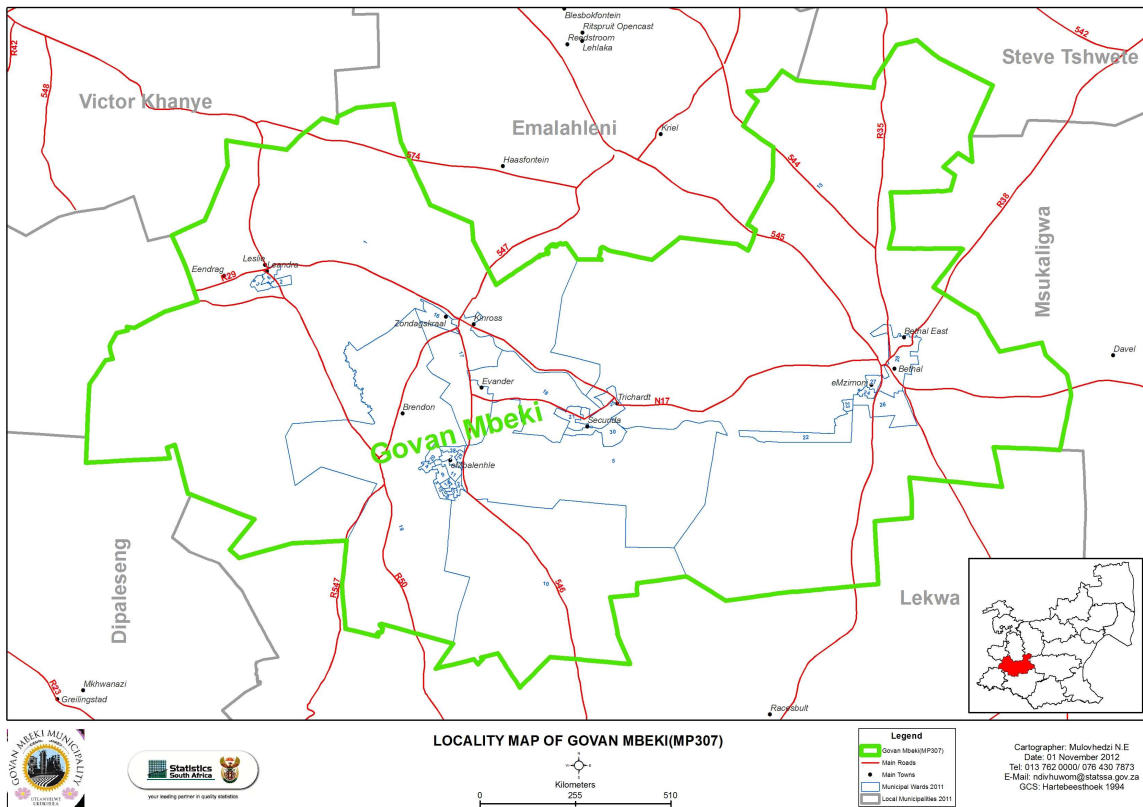 Blesbokfontein
Ritspruit Opencast
Reedstroom
Lehlaka
R42
542
548
Steve Tshwete
Victor Khanye
Emalahleni
Kriel
R35
574
Haasfontein
544
R38
547
545
Msukaligwa
Leslie
Leandra
Eendrag
R29
Zondagskraal
Kinross
Bethal East
Davel
Bethal
eMzimoni
Evander
Trichardt
N17
Brendon
Govan Mbeki
Secunda
eMbalenhle
Dipaleseng
R547
R50
546
Lekwa
R23
Mkhwanazi
Greilingstad
Racesbult
GOVAN MBEKI MUNICIPALITY
Statistics
South Africa
your leading partner in quality statistics
LOCALITY MAP OF GOVAN MBEKI(MP307)
Kilometers
0 255 510
Legend
Govan Mbeki(MP307)
Main Roads
Main Towns
Municipal Wards 2011
Local Municipalities 2011
Cartographer: Mulovhedzi N.E
Date: 01 November 2012
Tel: 013 762 0000/ 076 430 7873
E-Mail: ndivhuwom@statssa.gov.za
GCS: Hartebeesthoek 1994